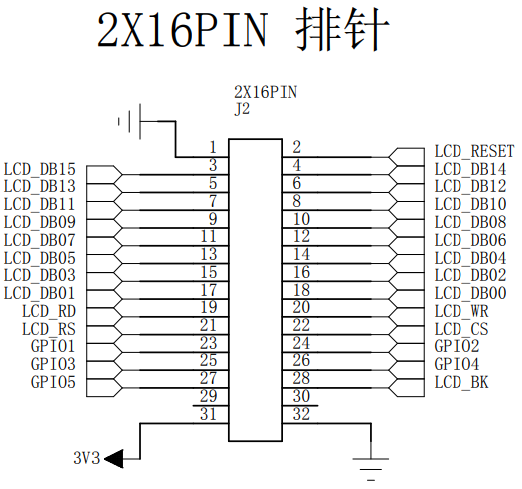 2X16PIN 排针
2X16PIN
J2
1 2 LCD_RESET
LCD_DB15 3 4 LCD_DB14
LCD_DB13 5 6 LCD_DB12
LCD_DB11 7 8 LCD_DB10
LCD_DB09 9 10 LCD_DB08
LCD_DB07 11 12 LCD_DB06
LCD_DB05 13 14 LCD_DB04
LCD_DB03 15 16 LCD_DB02
LCD_DB01 17 18 LCD_DB00
LCD_RD 19 20 LCD_WR
LCD_RS 21 22 LCD_CS
GPIO1 23 24 GPIO2
GPIO3 25 26 GPIO4
GPIO5 27 28 LCD_BK
29 30
31 32
3V3